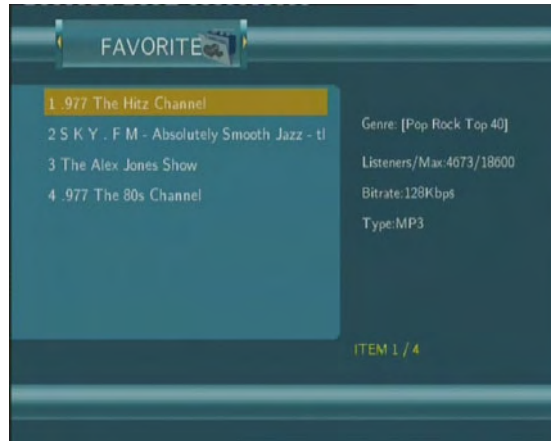 FAVORITE
1 .977 The Hitz Channel
2 S K Y . F M - Absolutely Smooth Jazz - tl
3 The Alex Jones Show
4 .977 The 80s Channel
Genre: [Pop Rock Top 40]
Listeners/Max:4673/18600
Bitrate:128Kbps
Type:MP3
ITEM 1 / 4